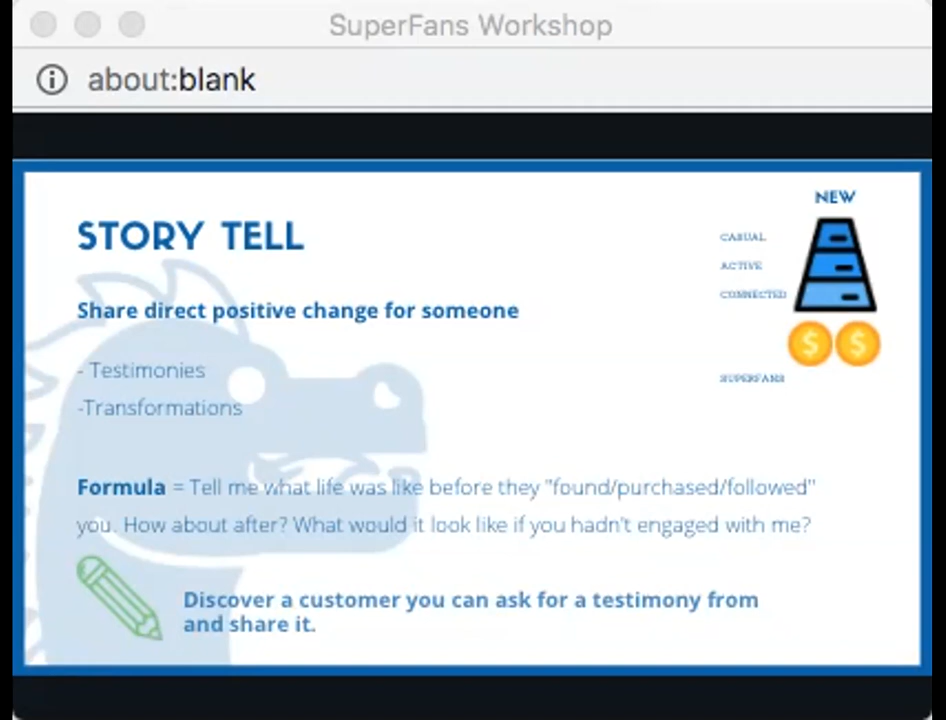 SuperFans Workshop
about:blank
NEW
STORY TELL
CASUAL
ACTIVE
CONNECTED
Share direct positive change for someone
$ $
- Testimonies
SUPERFANS
-Transformations
Formula = Tell me what life was like before they "found/purchased/followed"
you. How about after? What would it look like if you hadn't engaged with me?
Discover a customer you can ask for a testimony from
and share it.